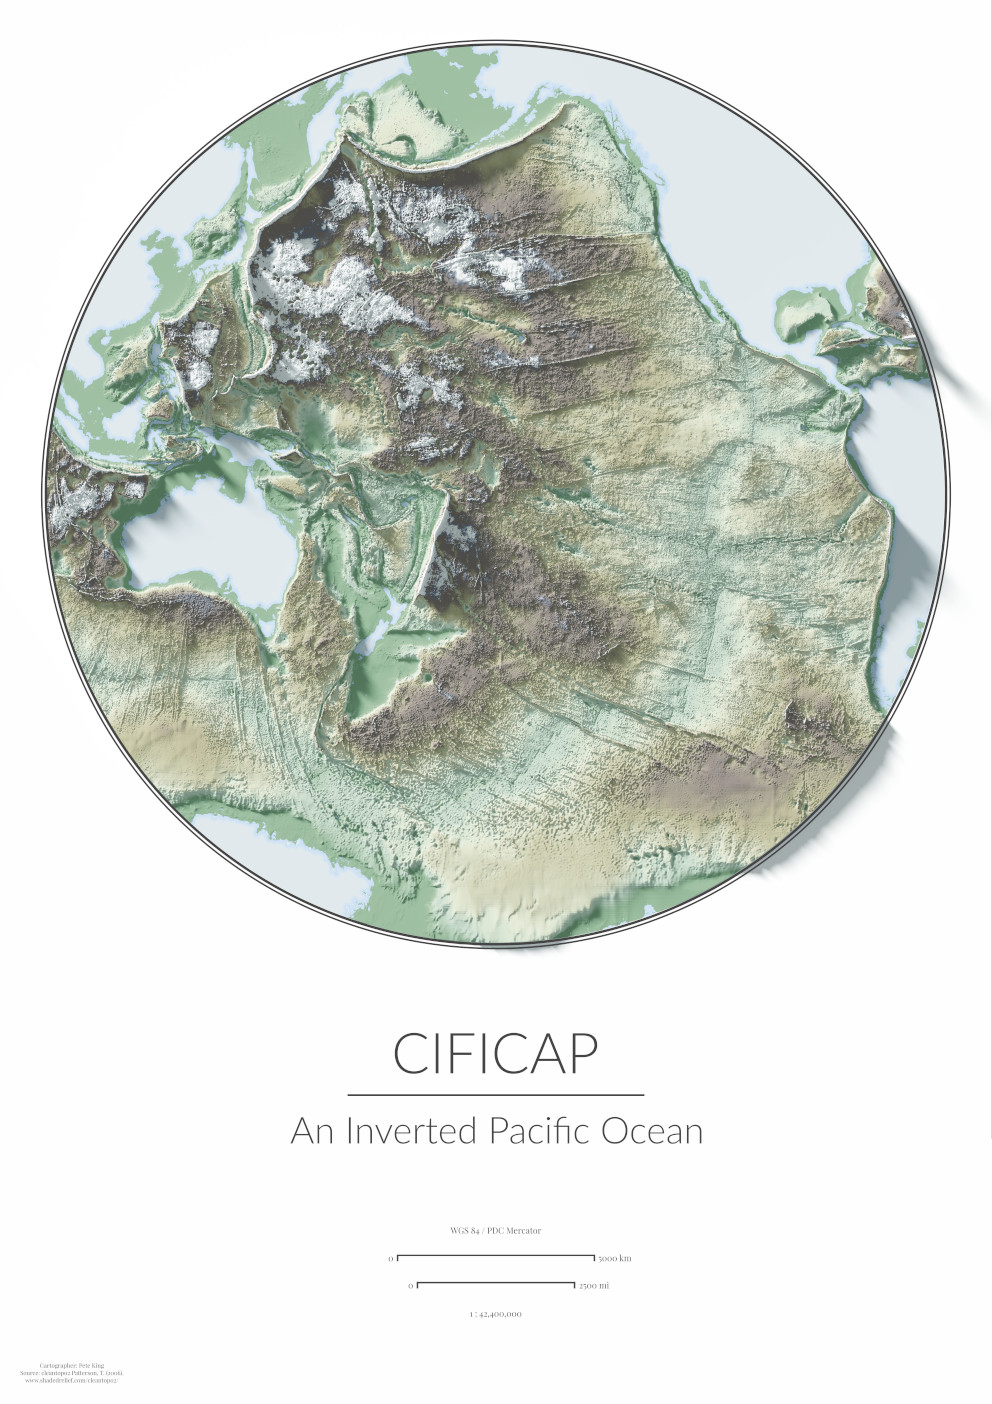 CIFICAP
An Inverted Pacific Ocean
WGS 84 / PDC Mercator
0 5000 km
0 2500 mi
1 : 42,400,000
Cartographer: Pete King
Source: cleantopo2 Patterson, T. (2006).
www.shadedrelief.com/cleantopo2/